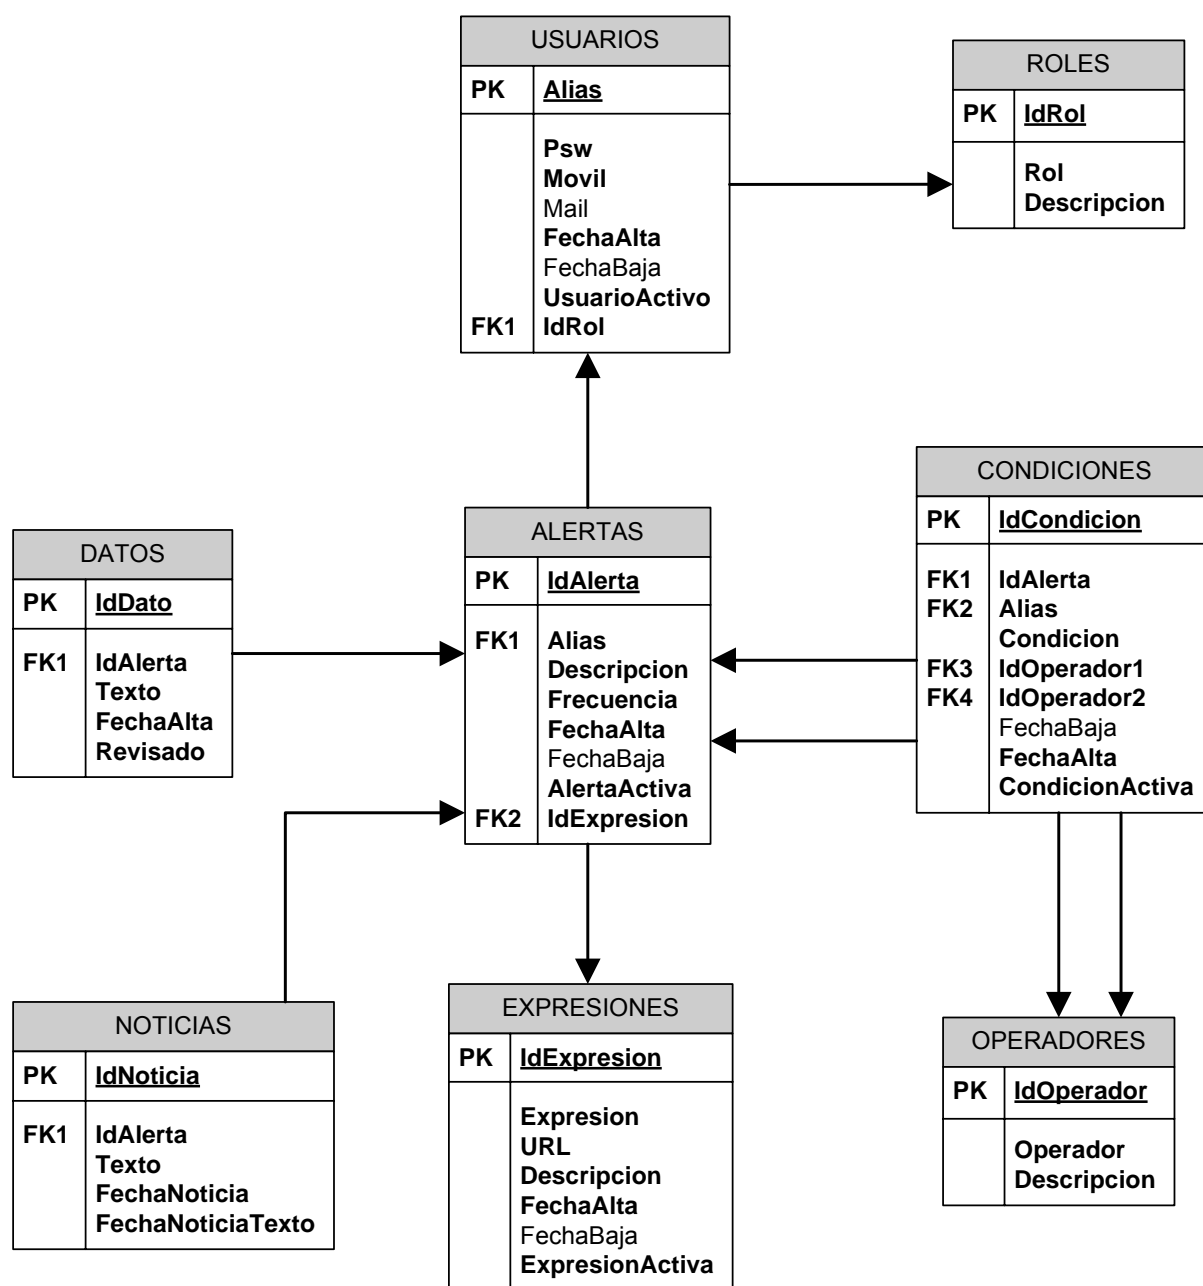 USUARIOS
PK Alias
Psw
Movil
Mail
FechaAlta
FechaBaja
UsuarioActivo
FK1 IdRol
ROLES
PK IdRol
Rol
Descripcion
CONDICIONES
PK IdCondicion
FK1 IdAlerta
FK2 Alias
Condicion
FK3 IdOperador1
FK4 IdOperador2
FechaBaja
FechaAlta
CondicionActiva
ALERTAS
PK IdAlerta
FK1 Alias
Descripcion
Frecuencia
FechaAlta
FechaBaja
AlertaActiva
FK2 IdExpresion
DATOS
PK IdDato
FK1 IdAlerta
Texto
FechaAlta
Revisado
NOTICIAS
PK IdNoticia
FK1 IdAlerta
Texto
FechaNoticia
FechaNoticiaTexto
EXPRESIONES
PK IdExpresion
Expresion
URL
Descripcion
FechaAlta
FechaBaja
ExpresionActiva
OPERADORES
PK IdOperador
Operador
Descripcion